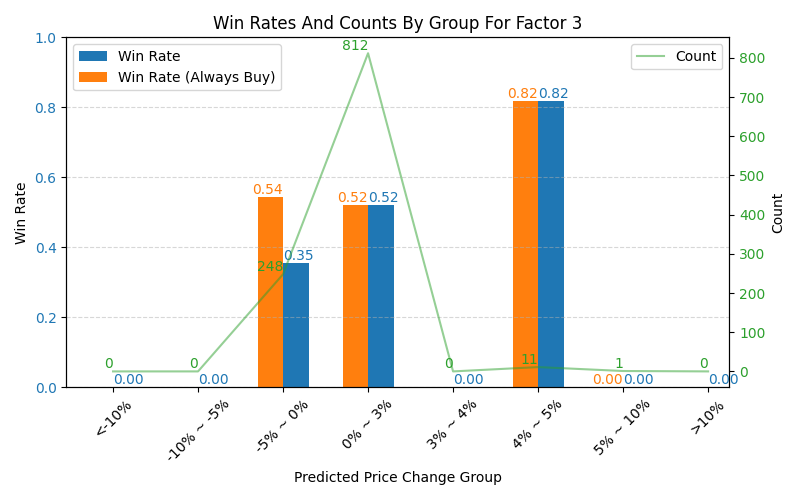 Win Rates And Counts By Group For Factor 3
Win Rate
Win Rate (Always Buy)
Count
1.0
0.8
0.6
0.4
0.2
0.0
Win Rate
800
700
600
500
400
300
200
100
0
Count
0
0
248
812
0
11
1
0
0.54
0.52
0.82
0.00
0.00
0.00
0.35
0.52
0.00
0.82
0.00
0.00
<-10%
-10% ~ -5%
-5% ~ 0%
0% ~ 3%
3% ~ 4%
4% ~ 5%
5% ~ 10%
>10%
Predicted Price Change Group